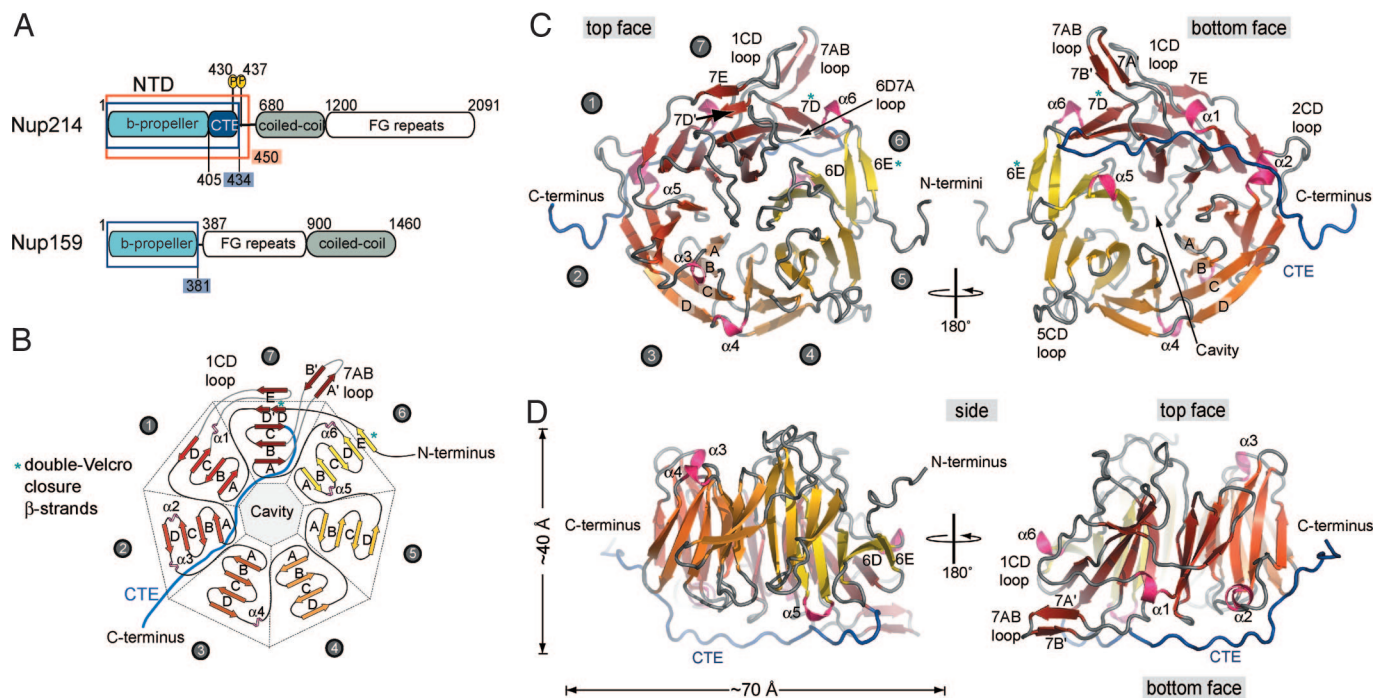 A
NTD
430 437
P P
1 680 1200 2091
Nup214 b-propeller CTE coiled-coil FG repeats
450
405 434
1 387 900 1460
Nup159 b-propeller FG repeats coiled-coil
381
B
7
1CD loop
B' A'
7AB loop
E
D' D *
C
B
A
6
α6
E *
D
C
B
A
α5
N-terminus
1
α1
D C B A
* double-Velcro
closure
β-strands
Cavity
2
α2
D C B A
α3
A B C D E
5
CTE
A
B
C
D
α4
A
B
C
D
C-terminus
3
4
C
top face
7
1CD loop
7AB loop
7E
7D'
7D *
α6
6D7A loop
1
6
6D
6E *
α5
C-terminus
N-termini
α3
A
B
C
D
2
5
α4
3
4
180°
bottom face
7AB loop
7A'
7B'
1CD loop
7E
α6
7D *
α1
2CD loop
α2
6E *
α5
C-terminus
A
B
C
D
CTE
5CD loop
α4
Cavity
D
side
top face
~40 Å
α3
α4
N-terminus
C-terminus
6D
6E
α5
CTE
180°
~70 Å
α3
C-terminus
α6
1CD loop
7A'
α1
α2
7AB loop
7B'
CTE
bottom face